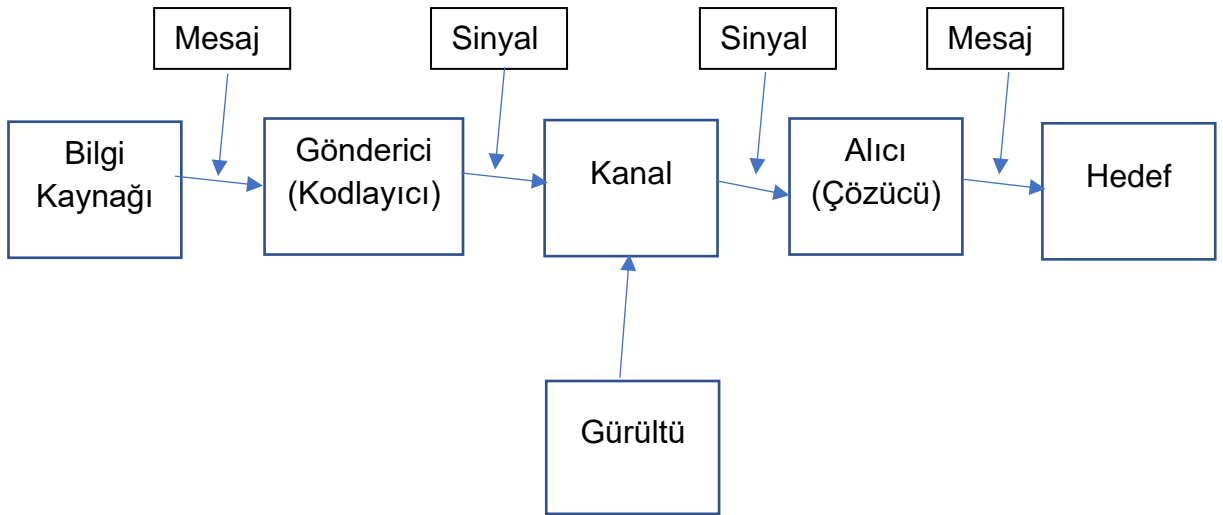 Mesaj
Sinyal
Sinyal
Mesaj
Bilgi
Kaynağı
Gönderici
(Kodlayıcı)
Kanal
Alıcı
(Çözücü)
Hedef
Gürültü